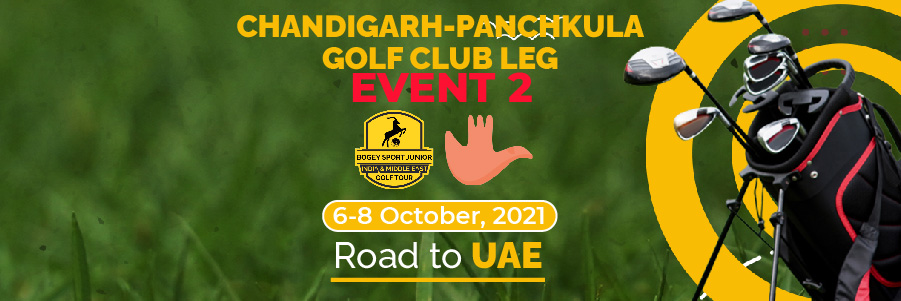 CHANDIGARH-PANCHKULA
GOLF CLUB LEG
EVENT 2
BOGEY SPORT JUNIOR
INDIA & MIDDLE EAST
GOLF TOUR
6-8 October, 2021
Road to UAE